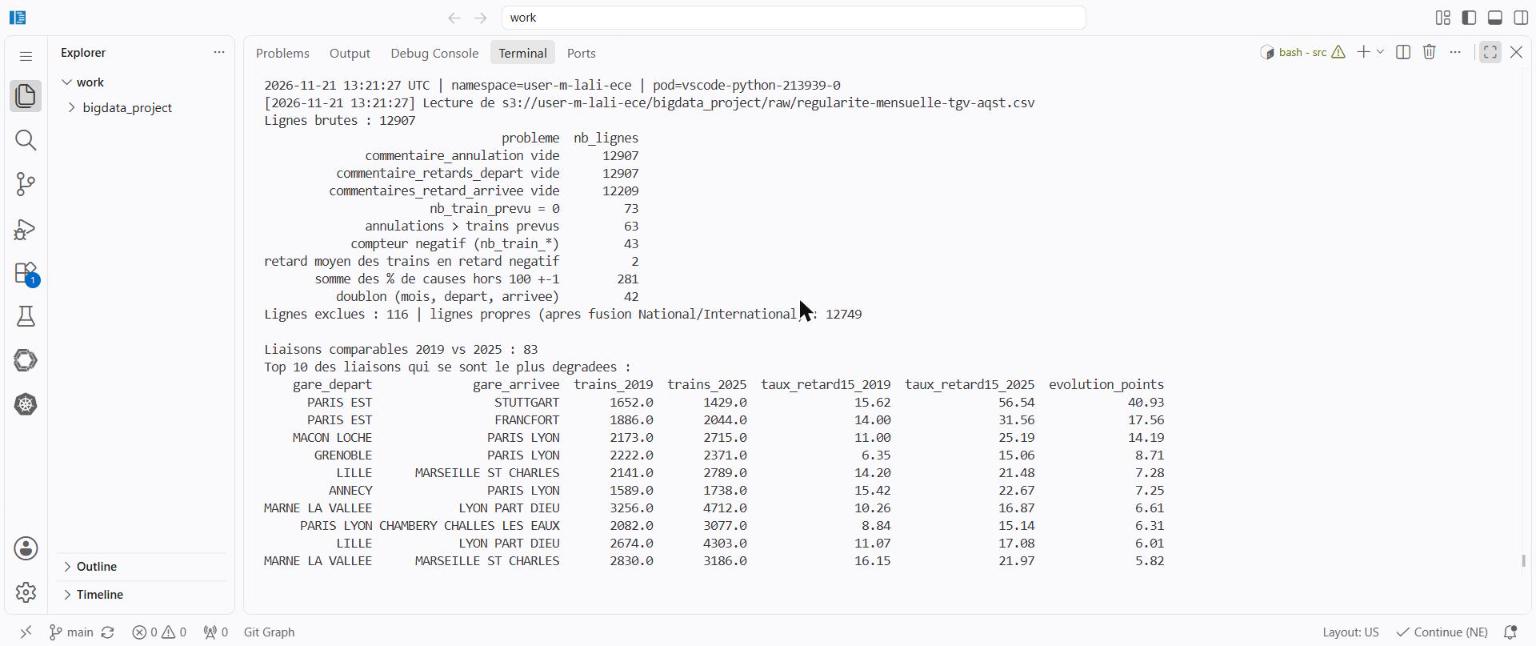 work
Explorer
work
bigdata_project
Outline
Timeline
Problems Output Debug Console Terminal Ports
bash - src
2026-11-21 13:21:27 UTC | namespace=user-m-lali-ece | pod=vscode-python-213939-0
[2026-11-21 13:21:27] Lecture de s3://user-m-lali-ece/bigdata_project/raw/regularite-mensuelle-tgv-aqst.csv
Lignes brutes : 12907
probleme nb_lignes
commentaire_annulation vide 12907
commentaire_retards_depart vide 12907
commentaires_retard_arrivee vide 12209
nb_train_prevu = 0 73
annulations > trains prevus 63
compteur negatif (nb_train_*) 43
retard moyen des trains en retard negatif 2
somme des % de causes hors 100 +-1 281
doublon (mois, depart, arrivee) 42
Lignes exclues : 116 | lignes propres (apres fusion National/International) : 12749
Liaisons comparables 2019 vs 2025 : 83
Top 10 des liaisons qui se sont le plus degradees :
gare_depart gare_arrivee trains_2019 trains_2025 taux_retard15_2019 taux_retard15_2025 evolution_points
PARIS EST STUTTGART 1652.0 1429.0 15.62 56.54 40.93
PARIS EST FRANCFORT 1886.0 2044.0 14.00 31.56 17.56
MACON LOCHE PARIS LYON 2173.0 2715.0 11.00 25.19 14.19
GRENOBLE PARIS LYON 2222.0 2371.0 6.35 15.06 8.71
LILLE MARSEILLE ST CHARLES 2141.0 2789.0 14.20 21.48 7.28
ANNECY PARIS LYON 1589.0 1738.0 15.42 22.67 7.25
MARNE LA VALLEE LYON PART DIEU 3256.0 4712.0 10.26 16.87 6.61
PARIS LYON CHAMBERY CHALLES LES EAUX 2082.0 3077.0 8.84 15.14 6.31
LILLE LYON PART DIEU 2674.0 4303.0 11.07 17.08 6.01
MARNE LA VALLEE MARSEILLE ST CHARLES 2830.0 3186.0 16.15 21.97 5.82
1
main 0 0 0 Git Graph Layout: US Continue (NE)